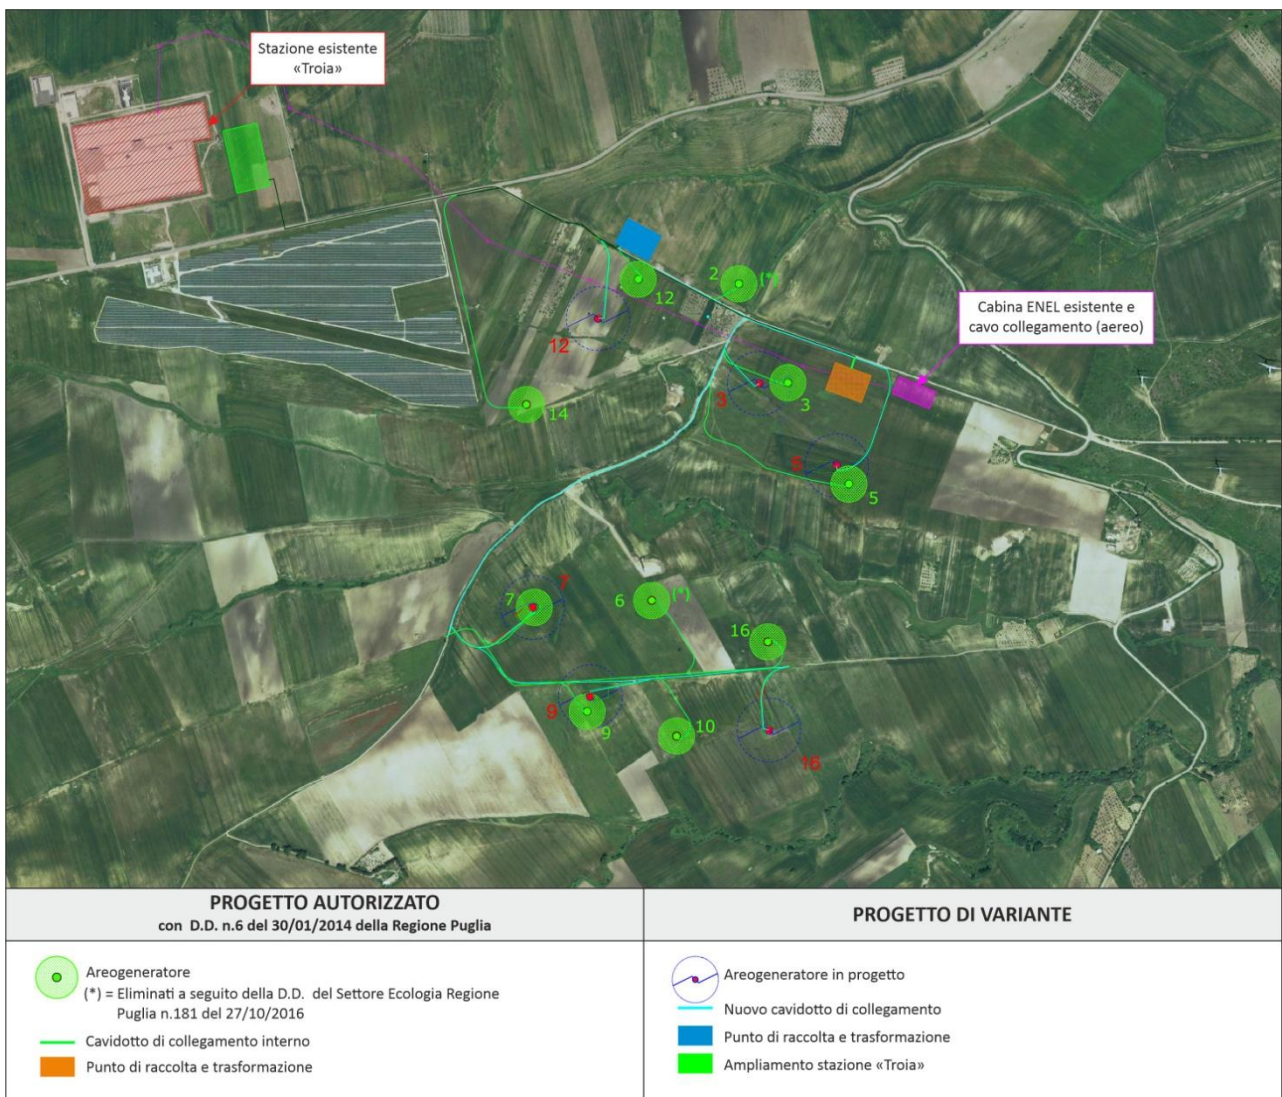 Stazione esistente
«Troia»
2
(*)
12
Cabina ENEL esistente e
cavo collegamento (aereo)
12
3
3
14
5
5
7
7
6
(*)
16
9
9
10
16
PROGETTO AUTORIZZATO
con D.D. n.6 del 30/01/2014 della Regione Puglia
Areogeneratore
(*) = Eliminati a seguito della D.D. del Settore Ecologia Regione
Puglia n.181 del 27/10/2016
Cavidotto di collegamento interno
Punto di raccolta e trasformazione
PROGETTO DI VARIANTE
Areogeneratore in progetto
Nuovo cavidotto di collegamento
Punto di raccolta e trasformazione
Ampliamento stazione «Troia»